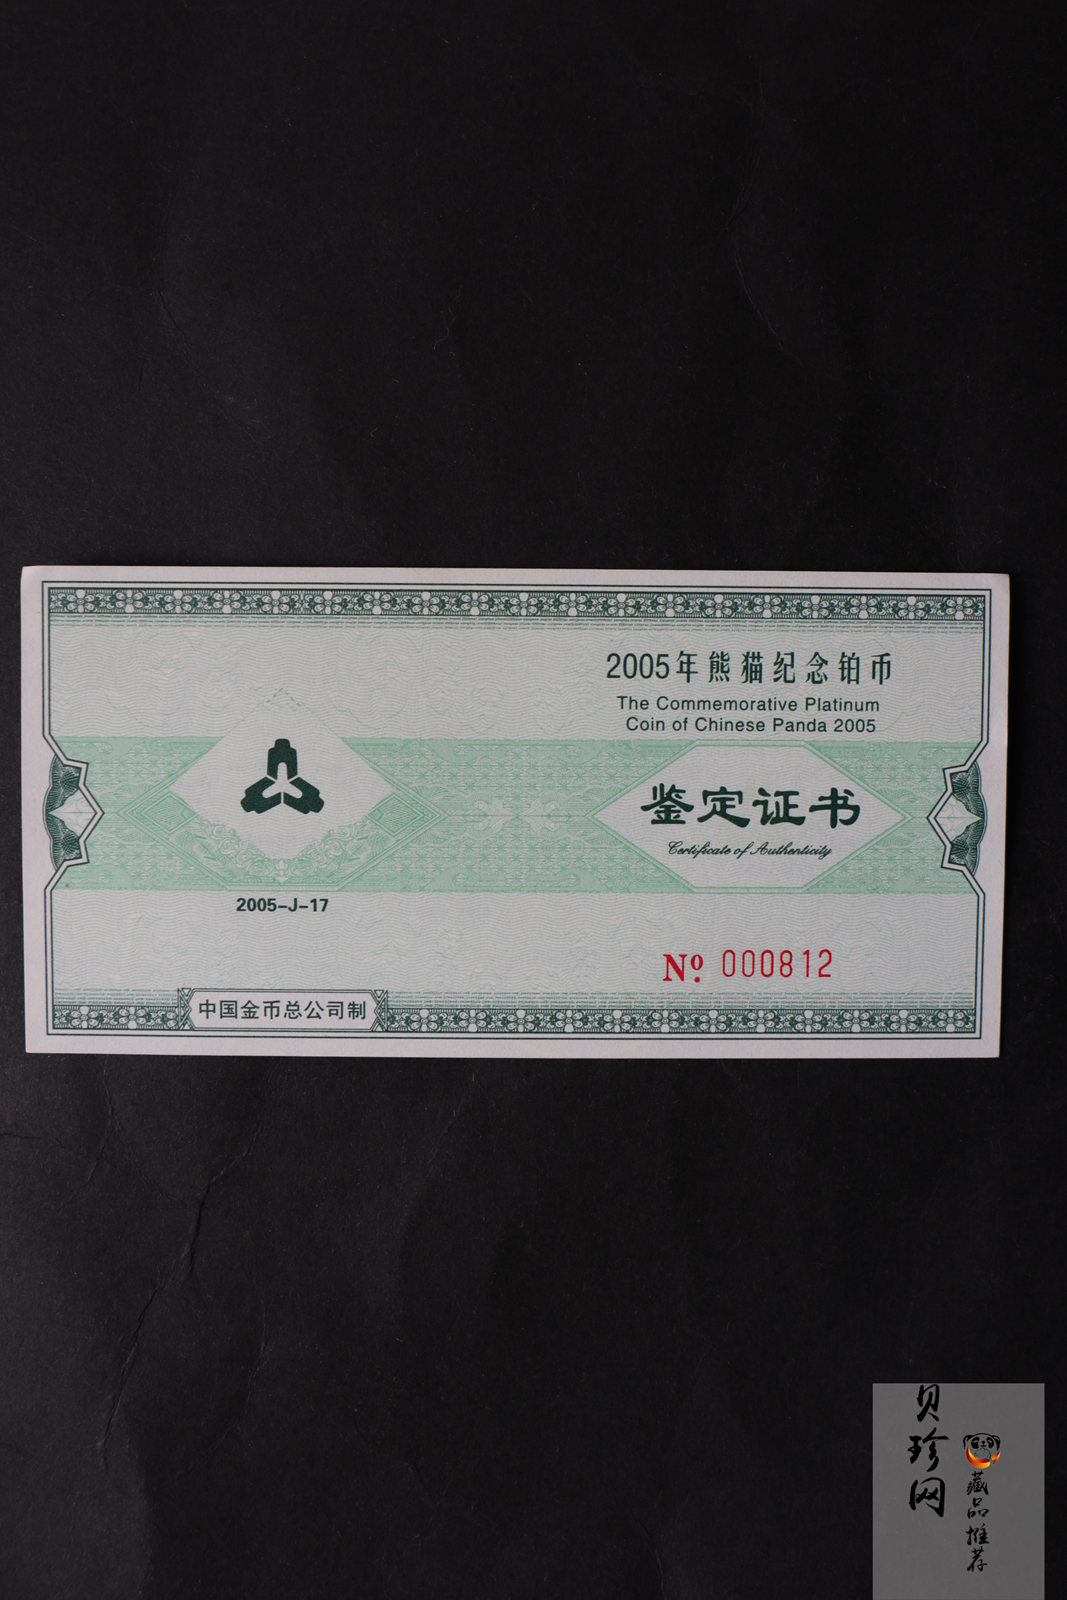 2005年熊猫纪念铂币
The Commemorative Platinum
Coin of Chinese Panda 2005
鉴定证书
Certificate of Authenticity
2005-J-17
Nº 000812
中国金币总公司制
贝珍网
藏品推荐